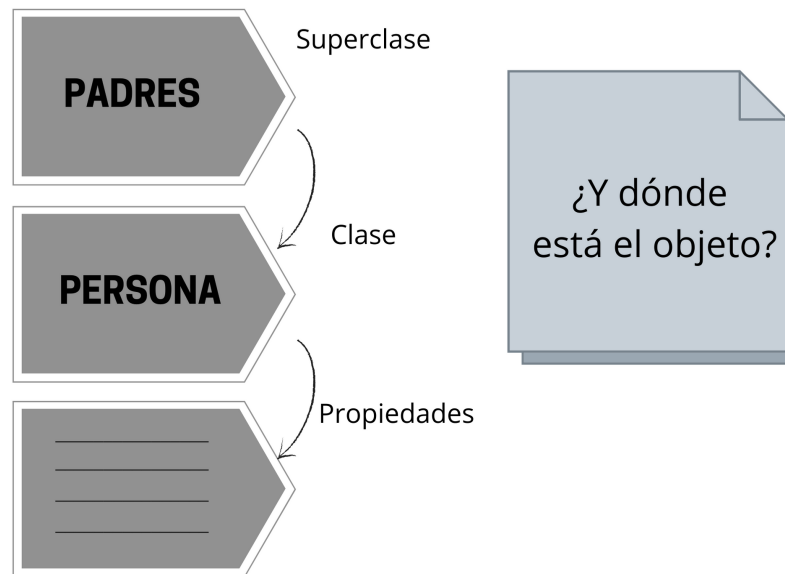 Superclase
PADRES
Clase
PERSONA
Propiedades
¿Y dónde
está el objeto?